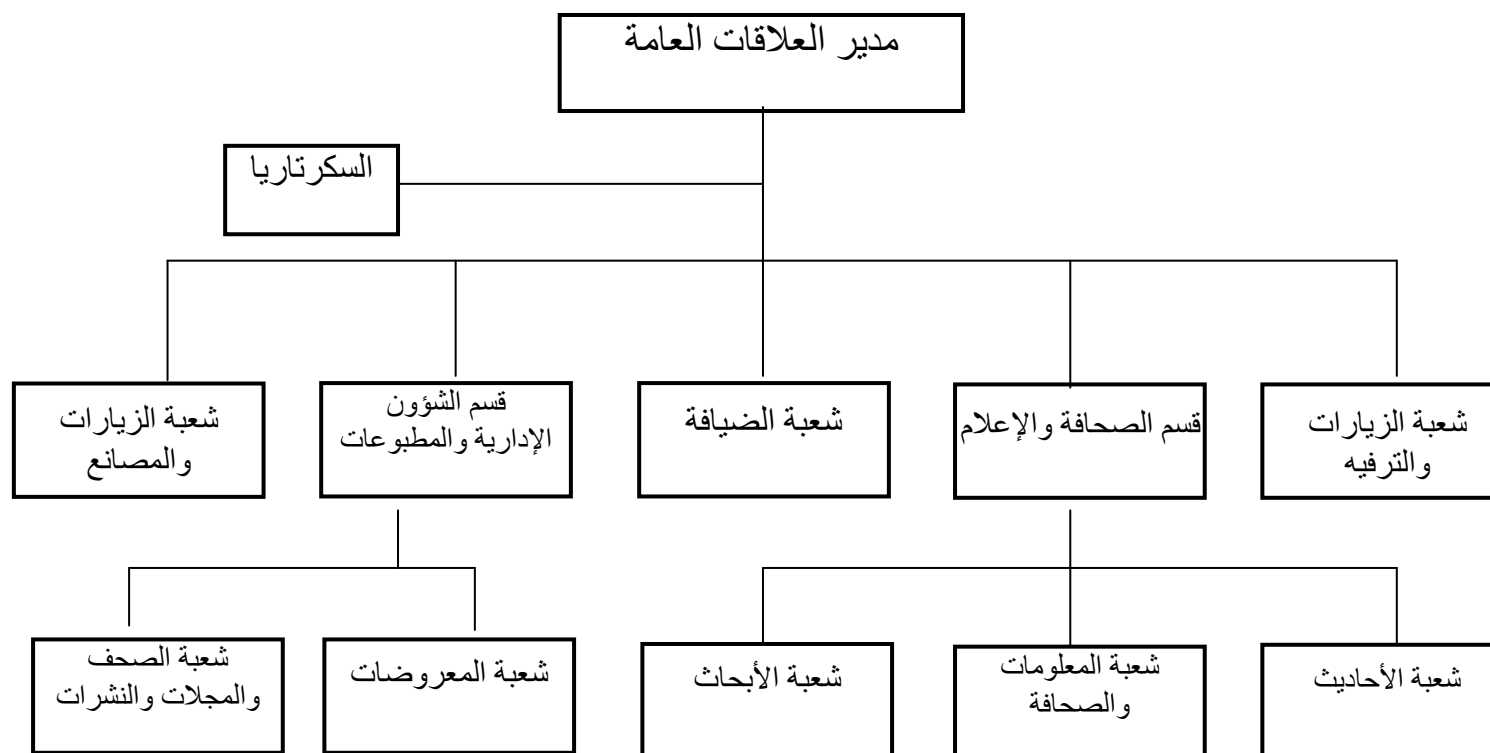 مدير العلاقات العامة
السكرتاريا
شعبة الزيارات
والترفيه
قسم الصحافة والإعلام
شعبة الضيافة
قسم الشؤون
الإدارية والمطبوعات
شعبة الزيارات
والمصانع
شعبة الأحاديث
شعبة المعلومات
والصحافة
شعبة الأبحاث
شعبة المعروضات
شعبة الصحف
والمجلات والنشرات